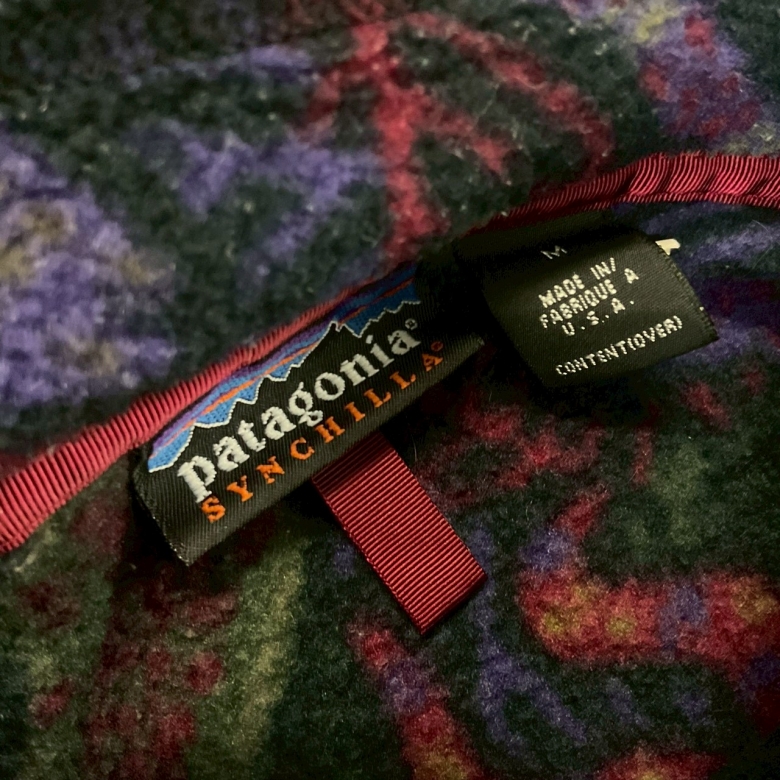 patagonia®
SYNCHILLA®
M
MADE IN/
FABRIQUE A
U.S.A.
CONTENT(OVER)